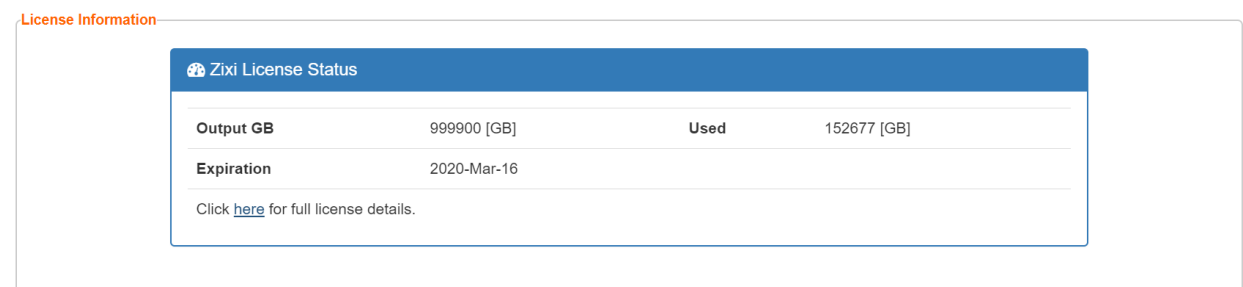 License Information
Zixi License Status
Output GB 999900 [GB] Used 152677 [GB]
Expiration 2020-Mar-16
Click here for full license details.